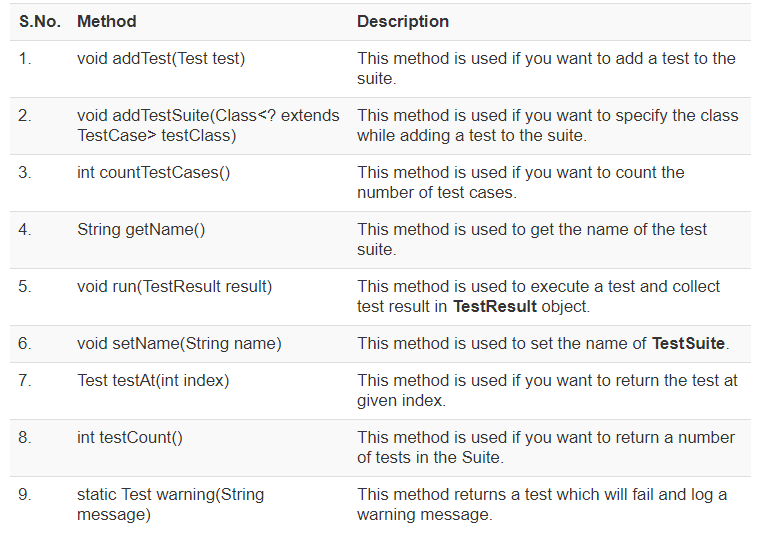 S.No. Method Description
1. void addTest(Test test) This method is used if you want to add a test to the
suite.
2. void addTestSuite(Class<? extends This method is used if you want to specify the class
TestCase> testClass) while adding a test to the suite.
3. int countTestCases() This method is used if you want to count the
number of test cases.
4. String getName() This method is used to get the name of the test
suite.
5. void run(TestResult result) This method is used to execute a test and collect
test result in TestResult object.
6. void setName(String name) This method is used to set the name of TestSuite.
7. Test testAt(int index) This method is used if you want to return the test at
given index.
8. int testCount() This method is used if you want to return a number
of tests in the Suite.
9. static Test warning(String This method returns a test which will fail and log a
message) warning message.